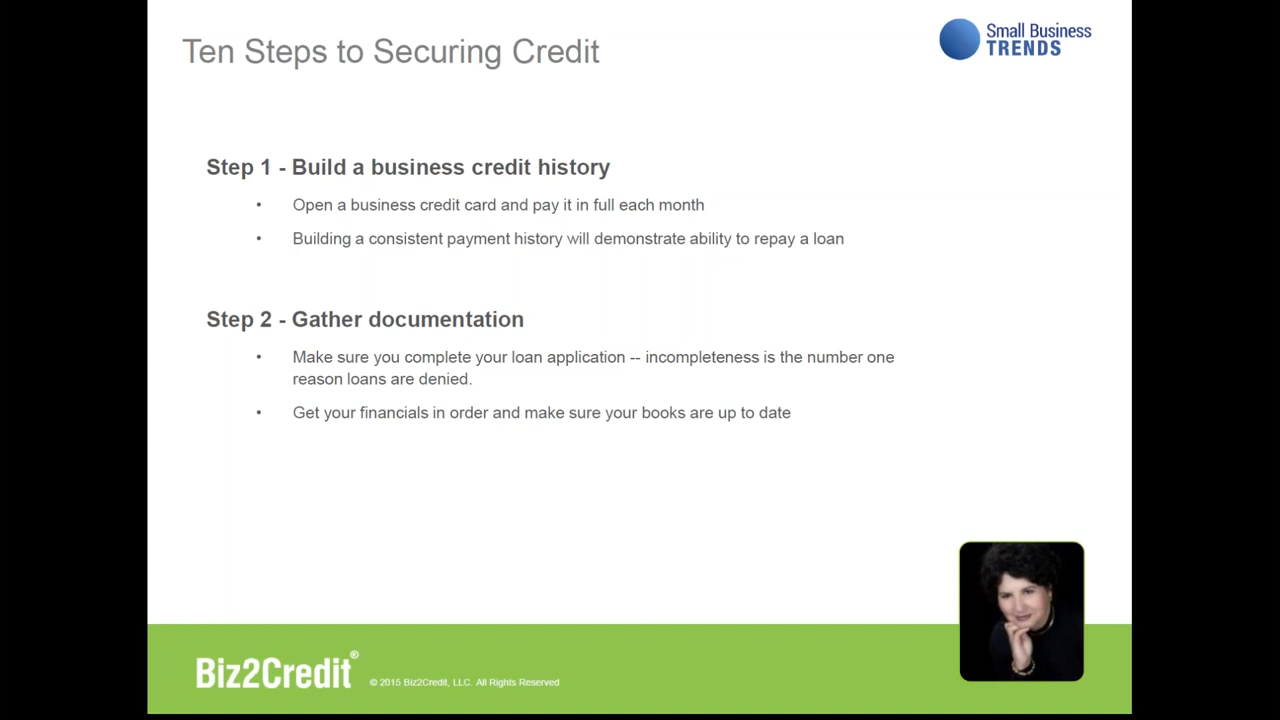 Ten Steps to Securing Credit
Small Business
TRENDS
Step 1 - Build a business credit history
• Open a business credit card and pay it in full each month
• Building a consistent payment history will demonstrate ability to repay a loan
Step 2 - Gather documentation
• Make sure you complete your loan application -- incompleteness is the number one
reason loans are denied.
• Get your financials in order and make sure your books are up to date
Biz2Credit®
© 2015 Biz2Credit, LLC. All Rights Reserved